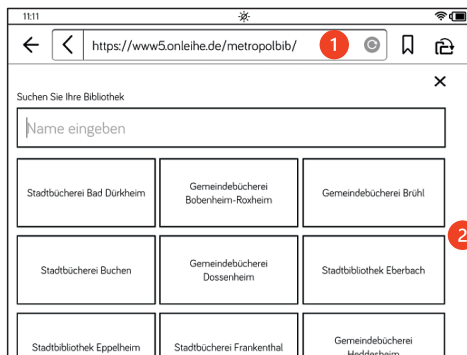 11:11
https://www5.onleihe.de/metropolbib/
1
Suchen Sie Ihre Bibliothek
Name eingeben
Stadtbücherei Bad Dürkheim
Gemeindebücherei
Bobenheim-Roxheim
Gemeindebücherei Brühl
2
Stadtbücherei Buchen
Gemeindebücherei
Dossenheim
Stadtbibliothek Eberbach
Stadtbibliothek Eppelheim
Stadtbücherei Frankenthal
Gemeindebücherei
Heddesheim